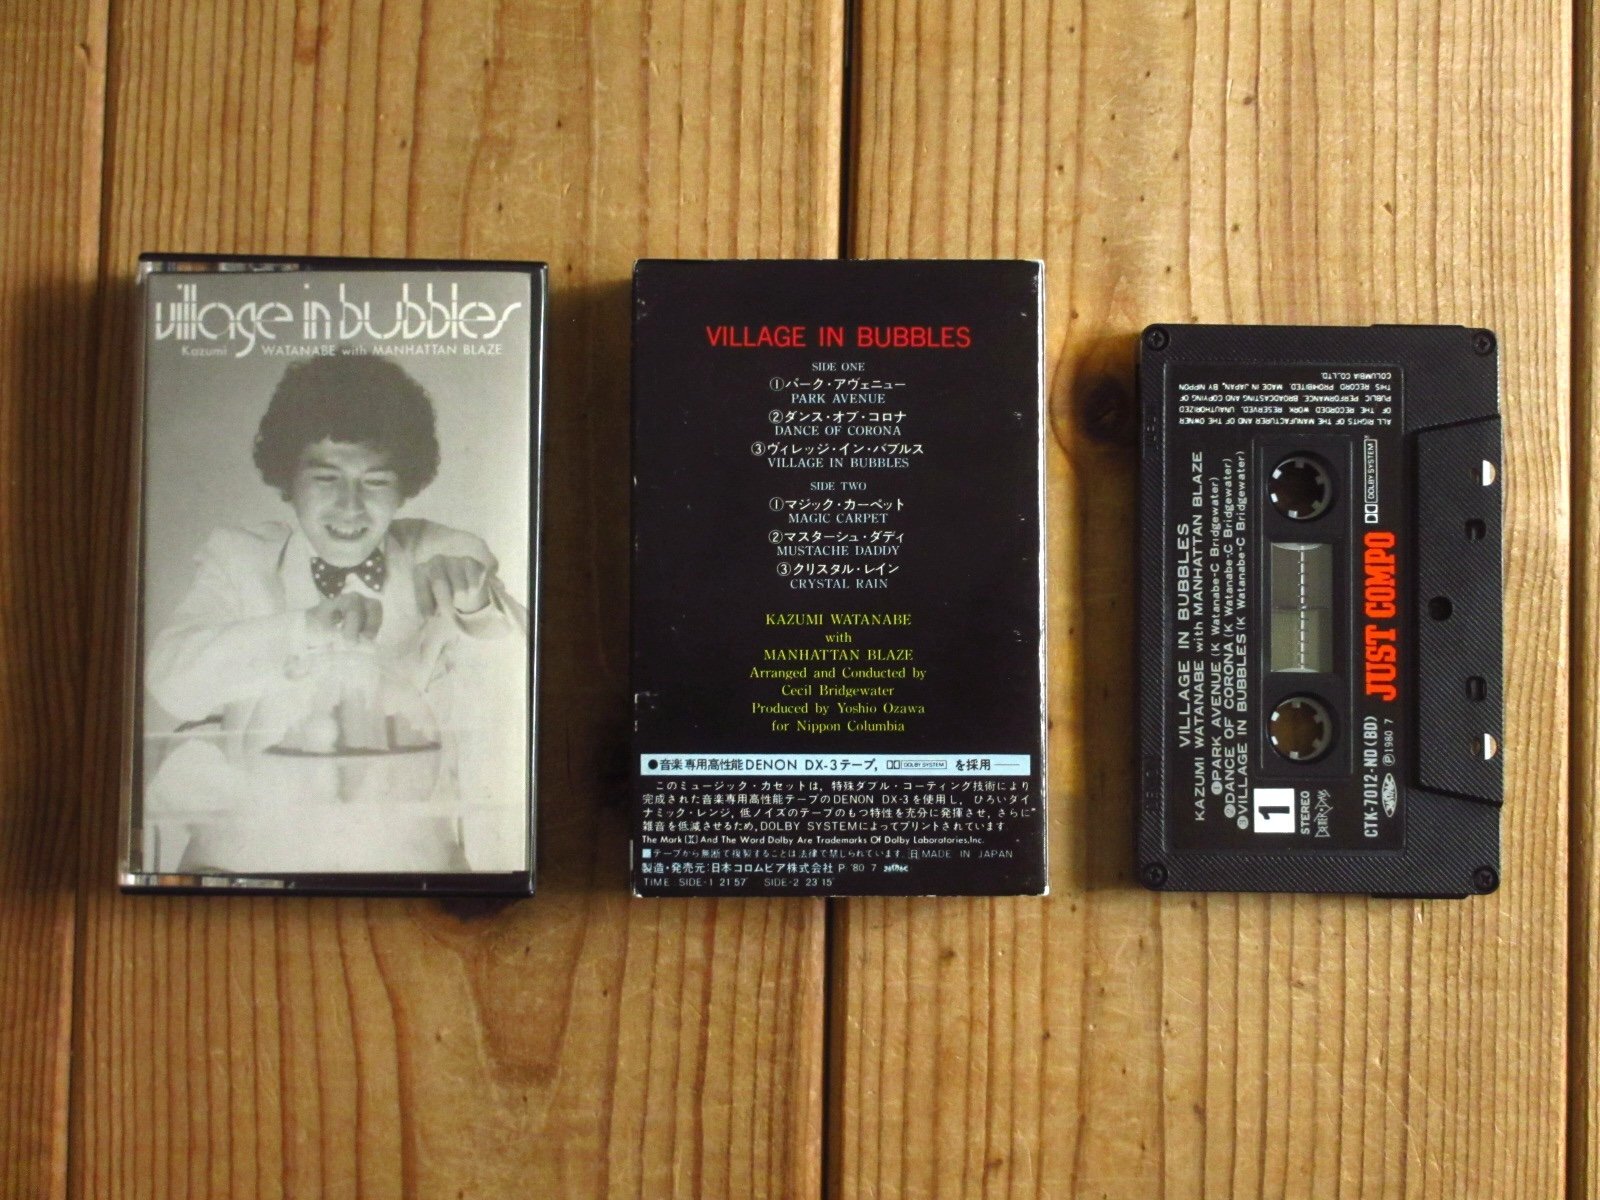 village in bubbles
Kazumi WATANABE with MANHATTAN BLAZE
VILLAGE IN BUBBLES
SIDE ONE
①パーク・アヴェニュー
PARK AVENUE
②ダンス・オブ・コロナ
DANCE OF CORONA
③ヴィレッジ・イン・バブルス
VILLAGE IN BUBBLES
SIDE TWO
①マジック・カーペット
MAGIC CARPET
②マスターシュ・ダディ
MUSTACHE DADDY
③クリスタル・レイン
CRYSTAL RAIN
KAZUMI WATANABE
with
MANHATTAN BLAZE
Arranged and Conducted by
Cecil Bridgewater
Produced by Yoshio Ozawa
for Nippon Columbia
●音楽専用高性能DENON DX-3テープ, DOLBY SYSTEM を採用
このミュージック・カセットは, 特殊ダブル・コーティング技術により
完成された音楽専用高性能テープのDENON DX-3を使用し, ひろいダイ
ナミック・レンジ, 低ノイズのテープのもつ特性を充分に発揮させ, さらに
雑音を低減させるため, DOLBY SYSTEMによってプリントされています
The Mark And The Word Dolby Are Trademarks Of Dolby Laboratories,Inc.
テープから無断で複製することは法律で禁じられています. 日 MADE IN JAPAN
製造・発売元:日本コロムビア株式会社 P '80 7
TIME SIDE-1 21'57" SIDE-2 23'15"
ALL RIGHTS OF THE MANUFACTURER AND OF THE OWNER
OF THE RECORDED WORK RESERVED. UNAUTHORIZED
PUBLIC PERFORMANCE. BROADCASTING AND COPYING OF
THIS RECORD PROHIBITED. MADE IN JAPAN, BY NIPPON
COLUMBIA CO.,LTD.
VILLAGE IN BUBBLES
KAZUMI WATANABE with MANHATTAN BLAZE
❶PARK AVENUE (K Watanabe-C Bridgewater)
❷DANCE OF CORONA (K Watanabe-C Bridgewater)
❸VILLAGE IN BUBBLES (K Watanabe-C Bridgewater)
1
STEREO
DOLBY SYSTEM
JUST COMPO
CTK-7012-ND(BD) Ⓟ1980 7